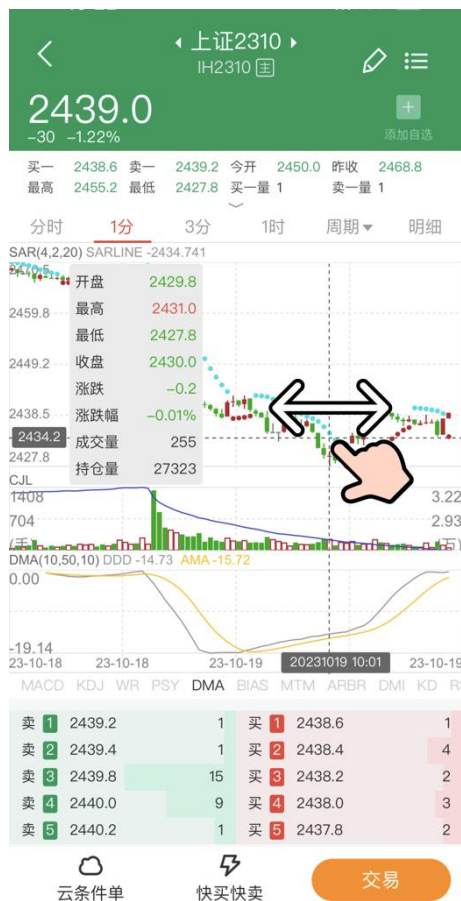 上证2310
IH2310 主
2439.0
-30 -1.22%
添加自选
买一 2438.6 卖一 2439.2 今开 2450.0 昨收 2468.8
最高 2455.2 最低 2427.8 买一量 1 卖一量 1
分时 1分 3分 1时 周期 明细
SAR(4,2,20) SARLINE -2434.741
2459.8
2449.2
2438.5
2434.2
2427.8
开盘 2429.8
最高 2431.0
最低 2427.8
收盘 2430.0
涨跌 -0.2
涨跌幅 -0.01%
成交量 255
持仓量 27323
CJL
1408 3.22
704 2.93
(手) 万)
DMA(10,50,10) DDD -14.73 AMA -15.72
0.00
-19.14
23-10-18 23-10-18 23-10-19 20231019 10:01 23-10-19
MACD KDJ WR PSY DMA BIAS MTM ARBR DMI KD
卖 1 2439.2 1 买 1 2438.6 1
卖 2 2439.4 1 买 2 2438.4 4
卖 3 2439.8 15 买 3 2438.2 2
卖 4 2440.0 9 买 4 2438.0 3
卖 5 2440.2 1 买 5 2437.8 2
云条件单 快买快卖 交易